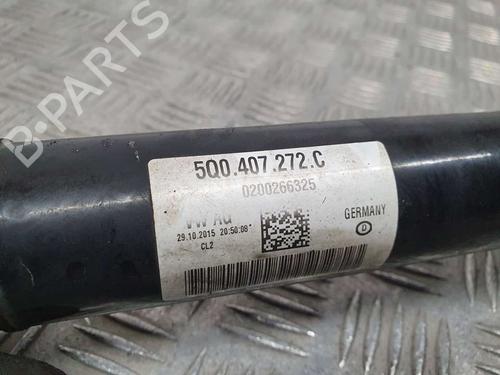 B-PARTS
5Q0.407.272.C
0200266325
VW AG
GERMANY
29.10.2015 20:50:08*
D
CL2